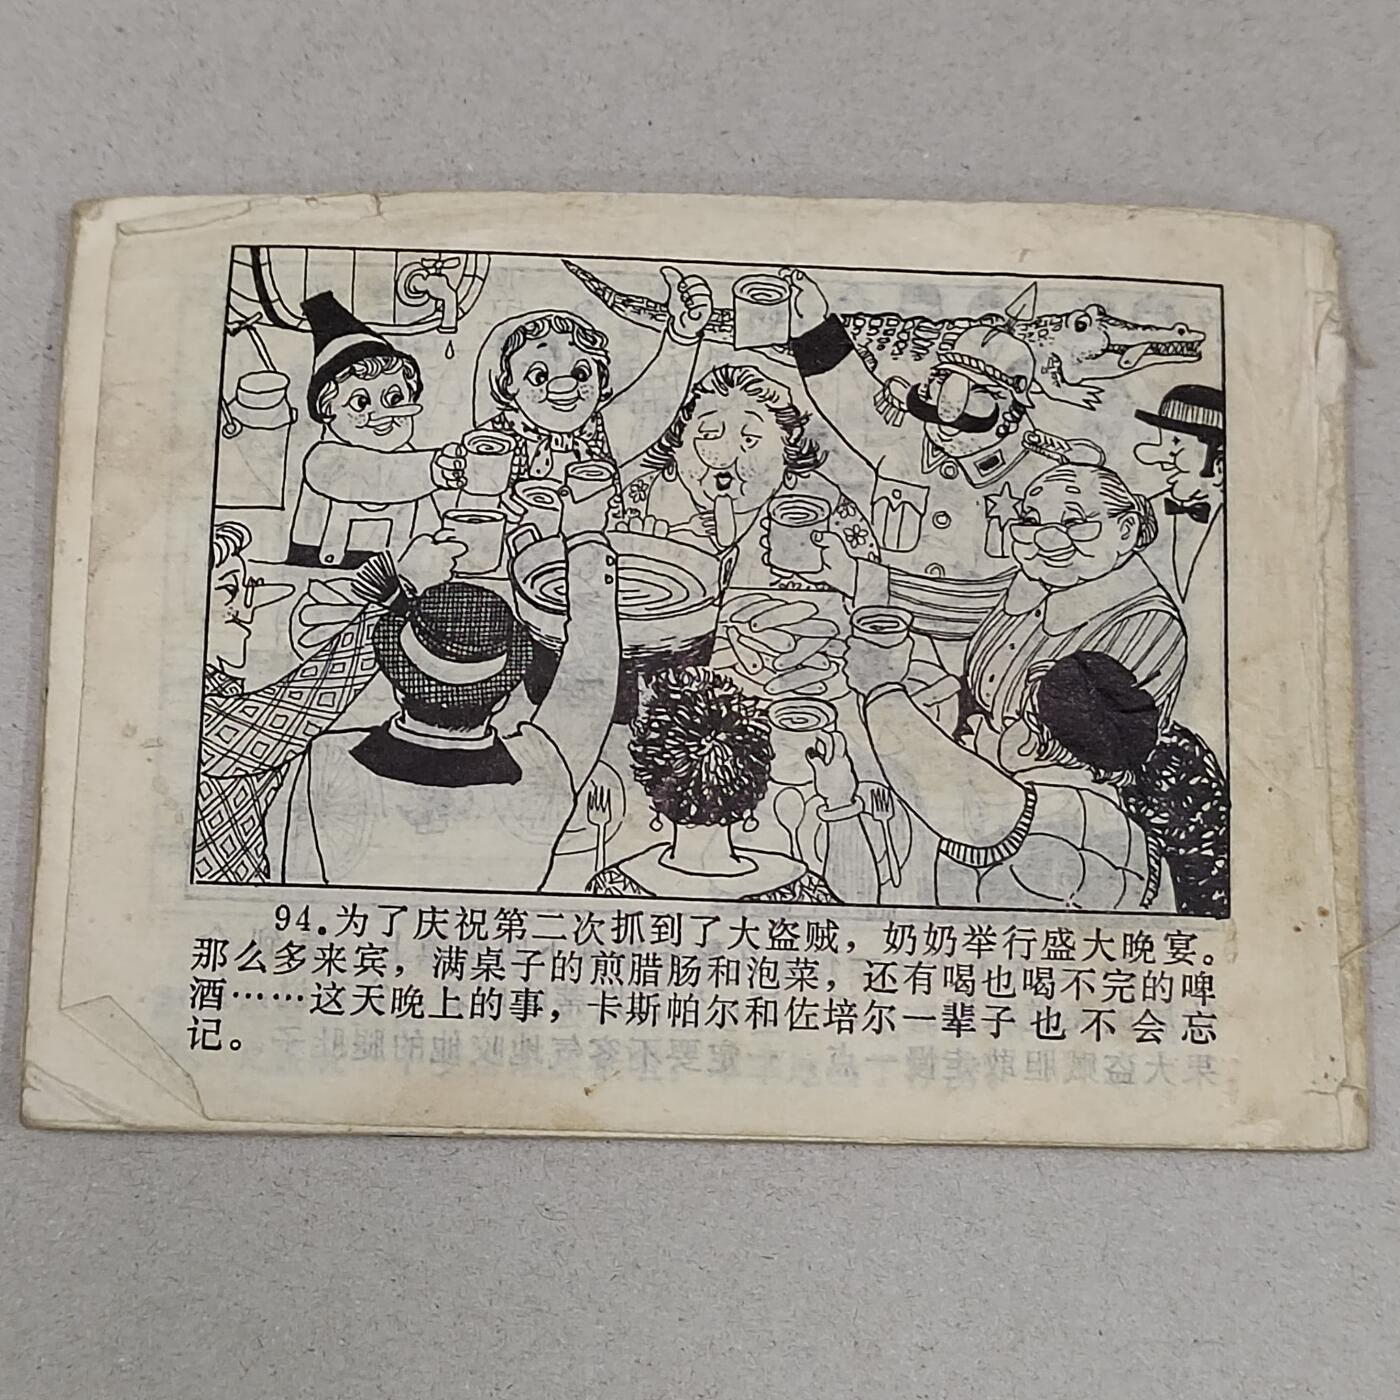 94.为了庆祝第二次抓到了大盗贼，奶奶举行盛大晚宴。
那么多来宾，满桌子的煎腊肠和泡菜，还有喝也喝不完的啤
酒……这天晚上的事，卡斯帕尔和佐培尔一辈子也不会忘
记。